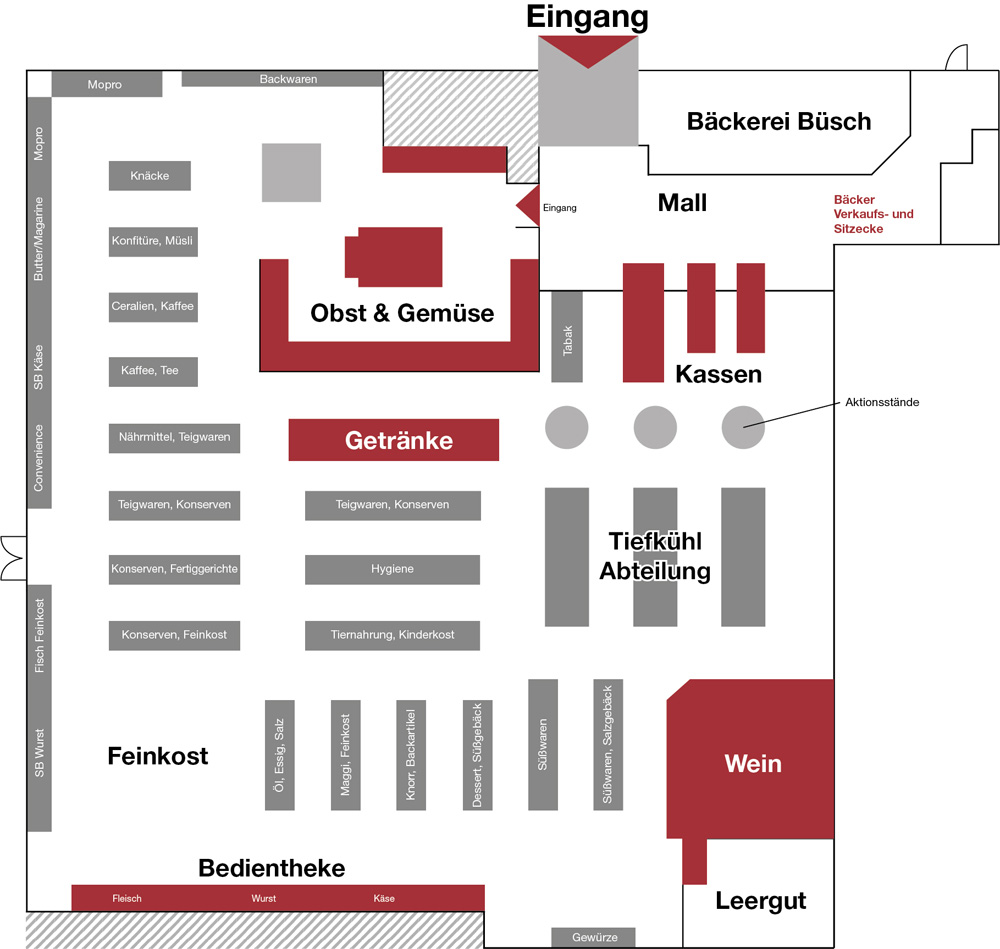 Eingang
Mopro
Backwaren
Bäckerei Büsch
Mopro
Knäcke
Butter/Magarine
Eingang
Mall
Bäcker
Verkaufs- und
Sitzecke
Konfitüre, Müsli
Ceralien, Kaffee
Obst & Gemüse
Tabak
SB Käse
Kaffee, Tee
Kassen
Aktionsstände
Convenience
Nährmittel, Teigwaren
Getränke
Teigwaren, Konserven
Teigwaren, Konserven
Tiefkühl
Abteilung
Konserven, Fertiggerichte
Hygiene
Fisch Feinkost
Konserven, Feinkost
Tiernahrung, Kinderkost
SB Wurst
Feinkost
Öl, Essig, Salz
Maggi, Feinkost
Knorr, Backartikel
Dessert, Süßgebäck
Süßwaren
Süßwaren, Salzgebäck
Wein
Bedientheke
Fleisch
Wurst
Käse
Leergut
Gewürze